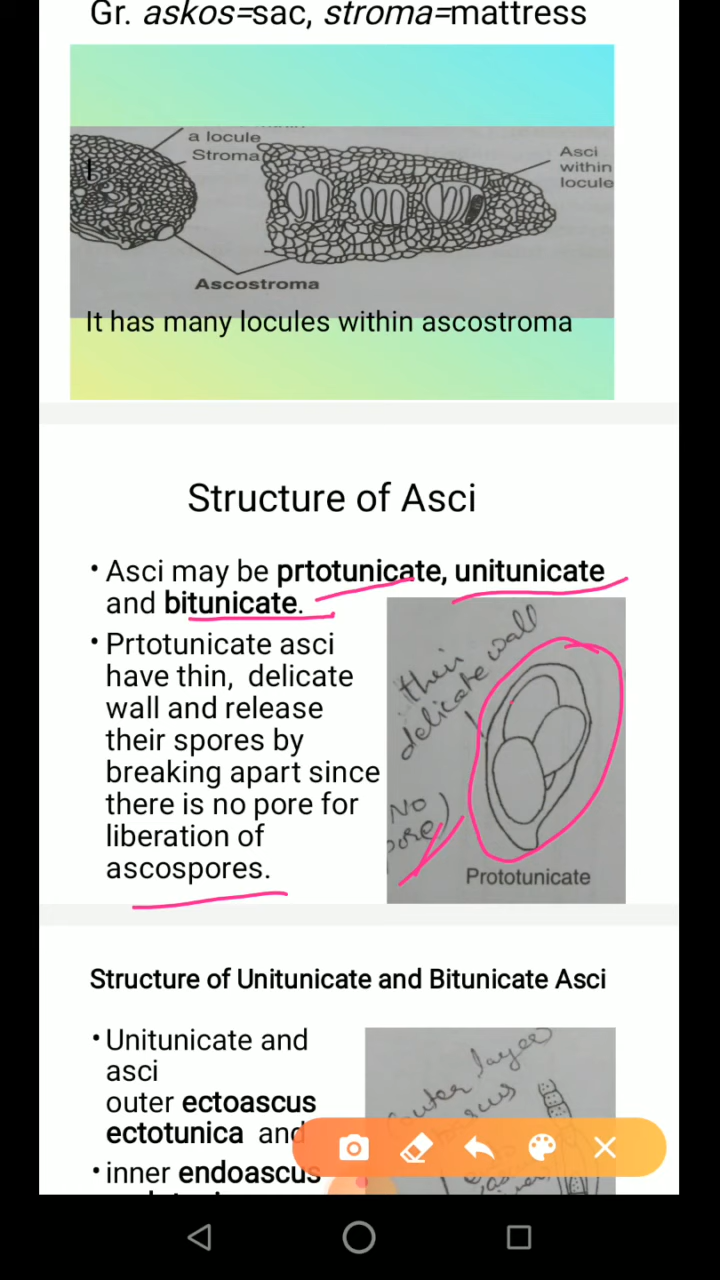 Gr. askos=sac, stroma=mattress
a locule
Stroma
Asci
within
locule
Ascostroma
It has many locules within ascostroma
Structure of Asci
• Asci may be prtotunicate, unitunicate
and bitunicate.
• Prtotunicate asci
have thin, delicate
wall and release
their spores by
breaking apart since
there is no pore for
liberation of
ascospores.
thin wall
delicate
No
pore)
Prototunicate
Structure of Unitunicate and Bitunicate Asci
• Unitunicate and
asci
outer ectoascus
ectotunica and
• inner endoascus
outer layer